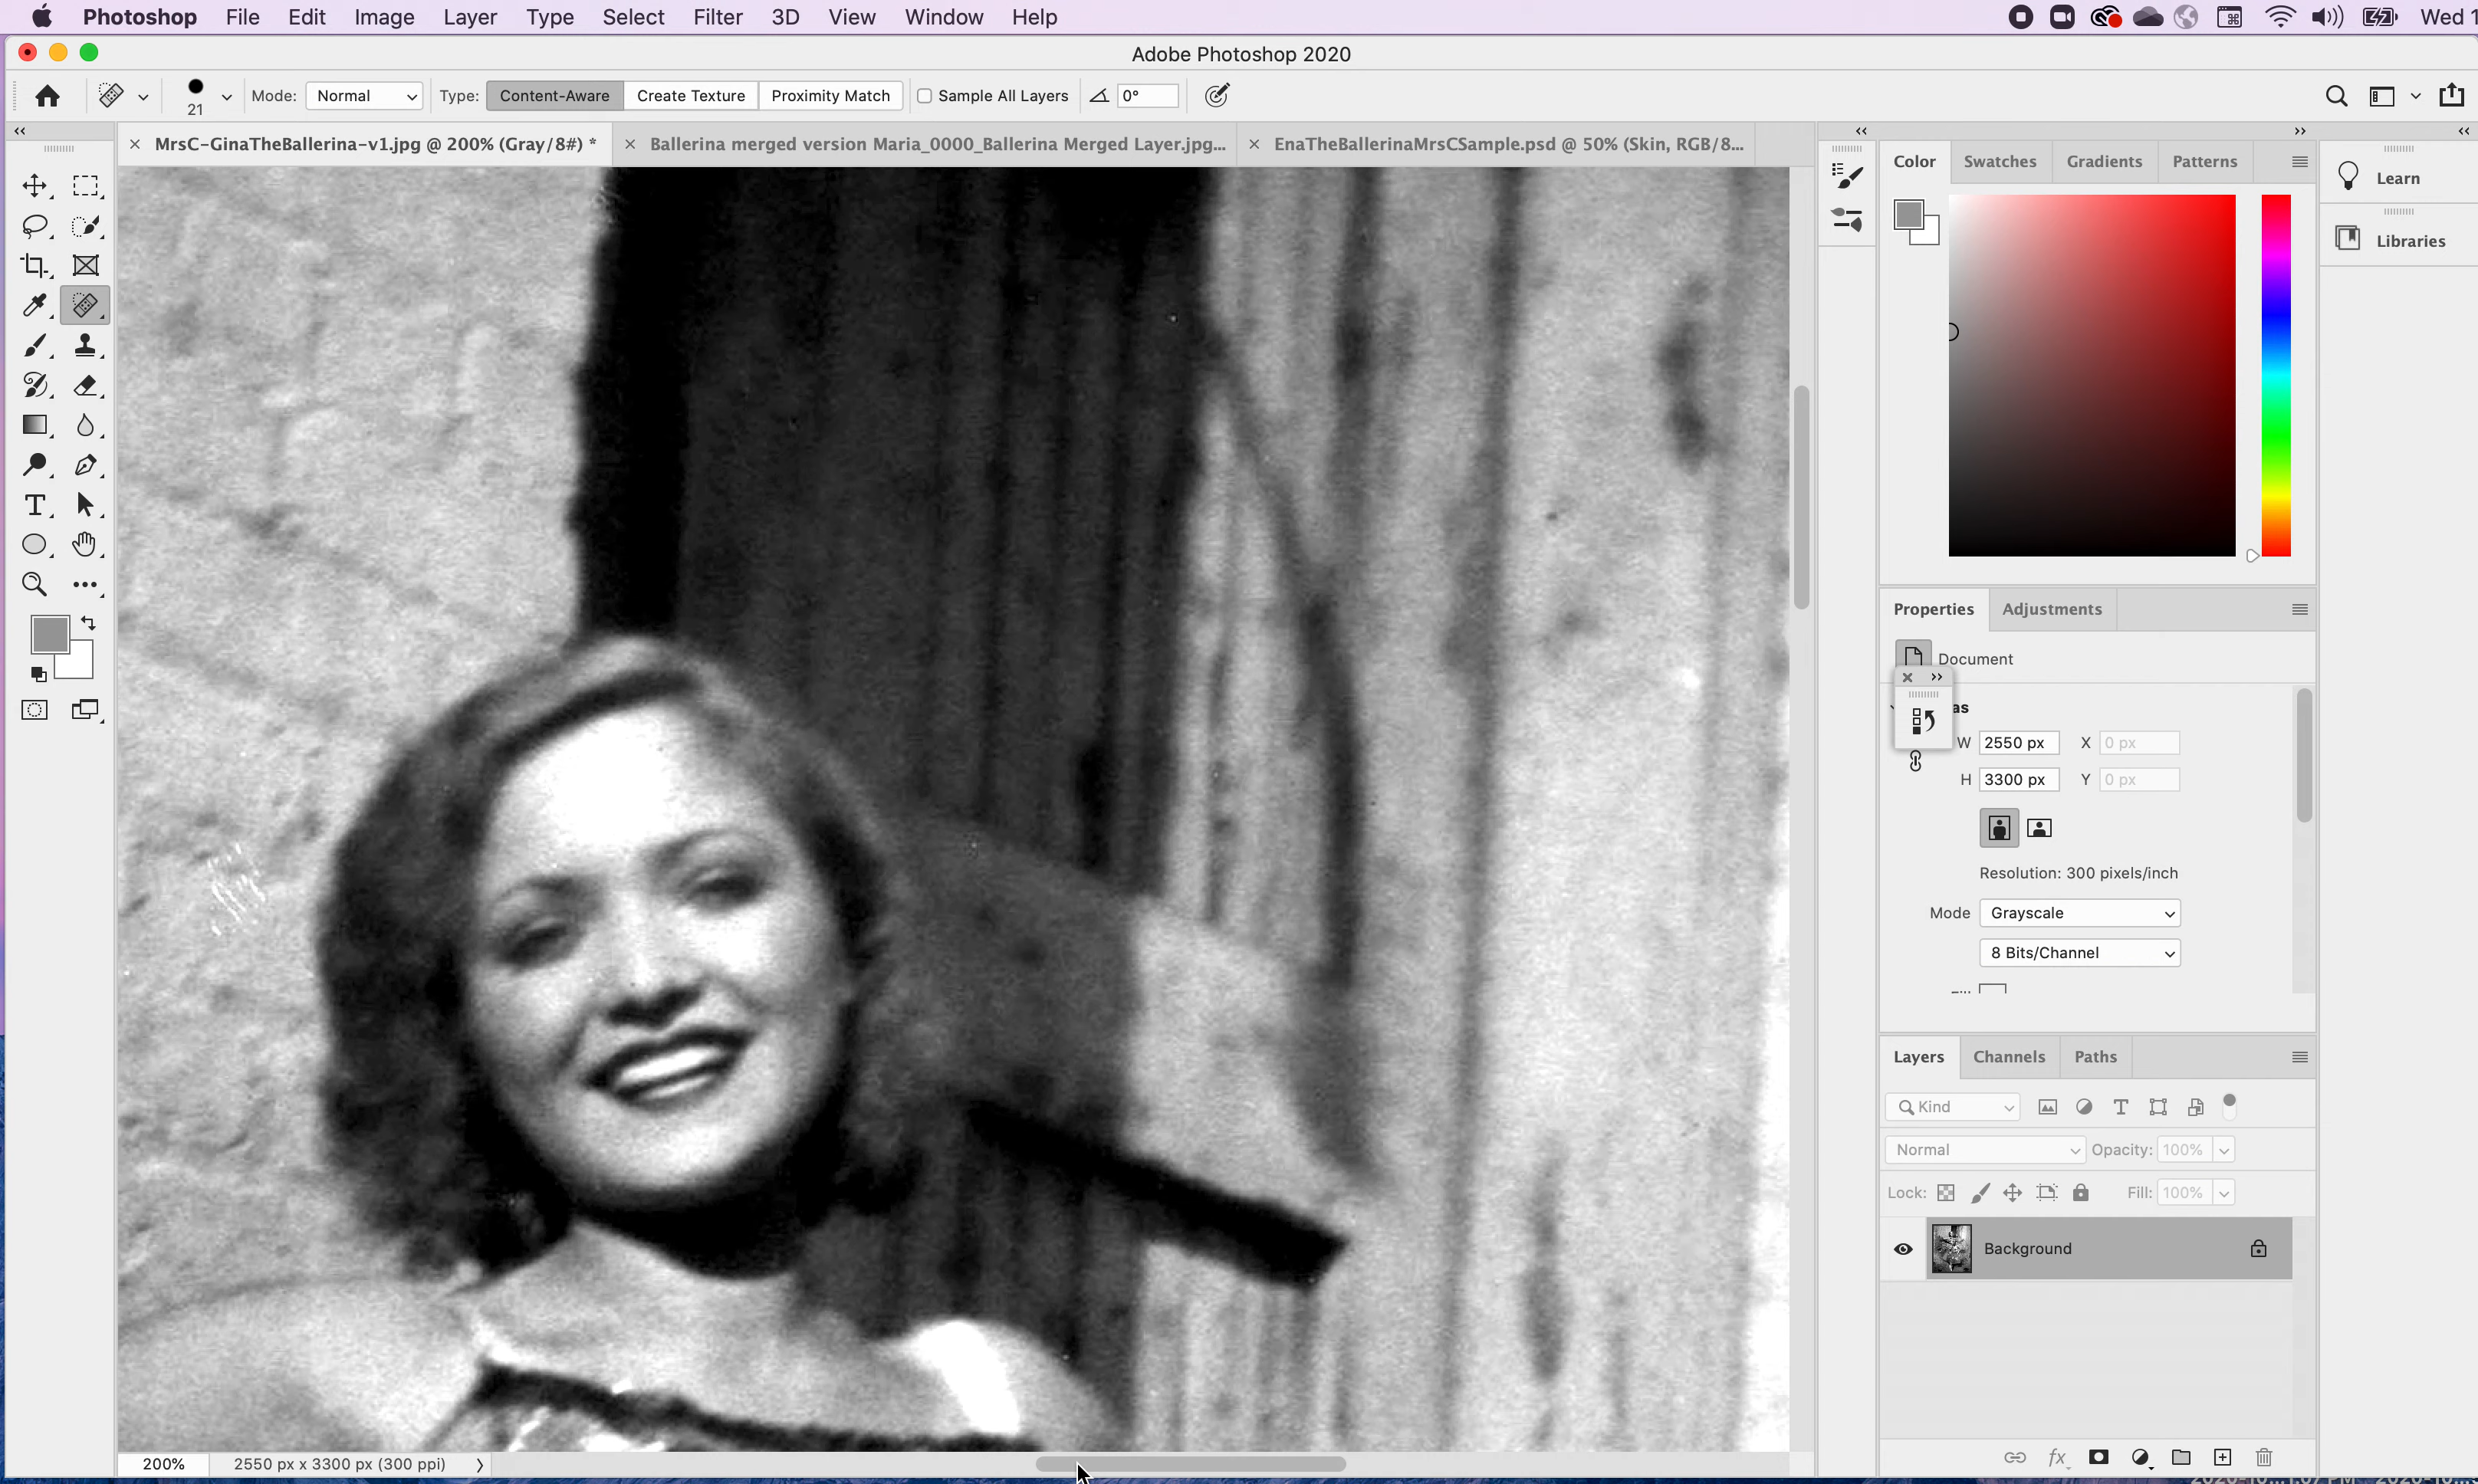 Photoshop File Edit Image Layer Type Select Filter 3D View Window Help Wed 1
Adobe Photoshop 2020
21 Mode: Normal Type: Content-Aware Create Texture Proximity Match Sample All Layers 0°
MrsC-GinaTheBallerina-v1.jpg @ 200% (Gray/8#) * Ballerina merged version Maria_0000_Ballerina Merged Layer.jpg... EnaTheBallerinaMrsCSample.psd @ 50% (Skin, RGB/8...
Color Swatches Gradients Patterns
Learn
Libraries
Properties Adjustments
Document
as
W 2550 px X 0 px
H 3300 px Y 0 px
Resolution: 300 pixels/inch
Mode Grayscale
8 Bits/Channel
Layers Channels Paths
Kind
Normal Opacity: 100%
Lock: Fill: 100%
Background
fx
200% 2550 px x 3300 px (300 ppi)